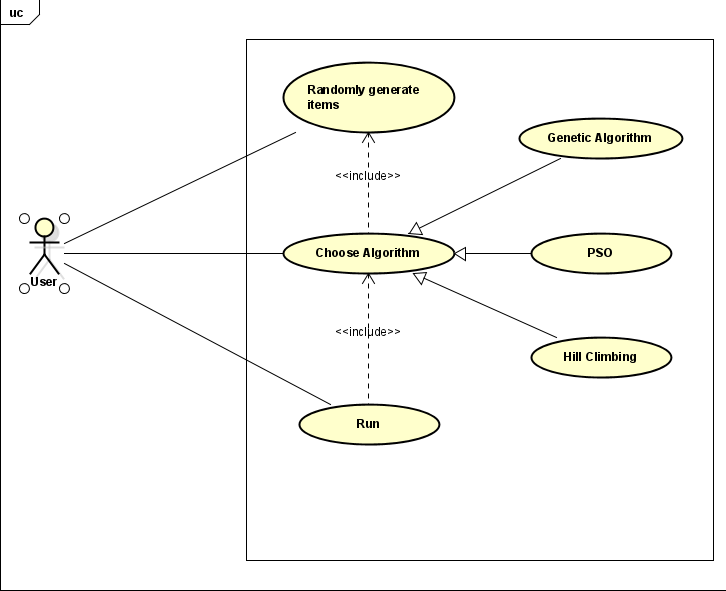 uc
Randomly generate
items
Genetic Algorithm
<<include>>
Choose Algorithm
PSO
User
<<include>>
Hill Climbing
Run